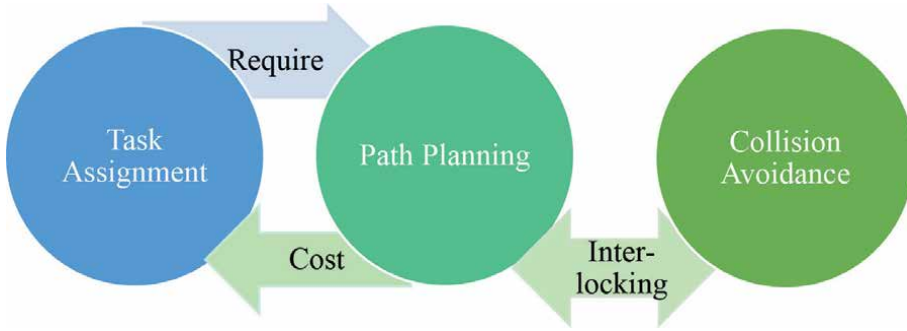 Require
Task
Assignment
Path Planning
Collision
Avoidance
Cost
Inter-
locking